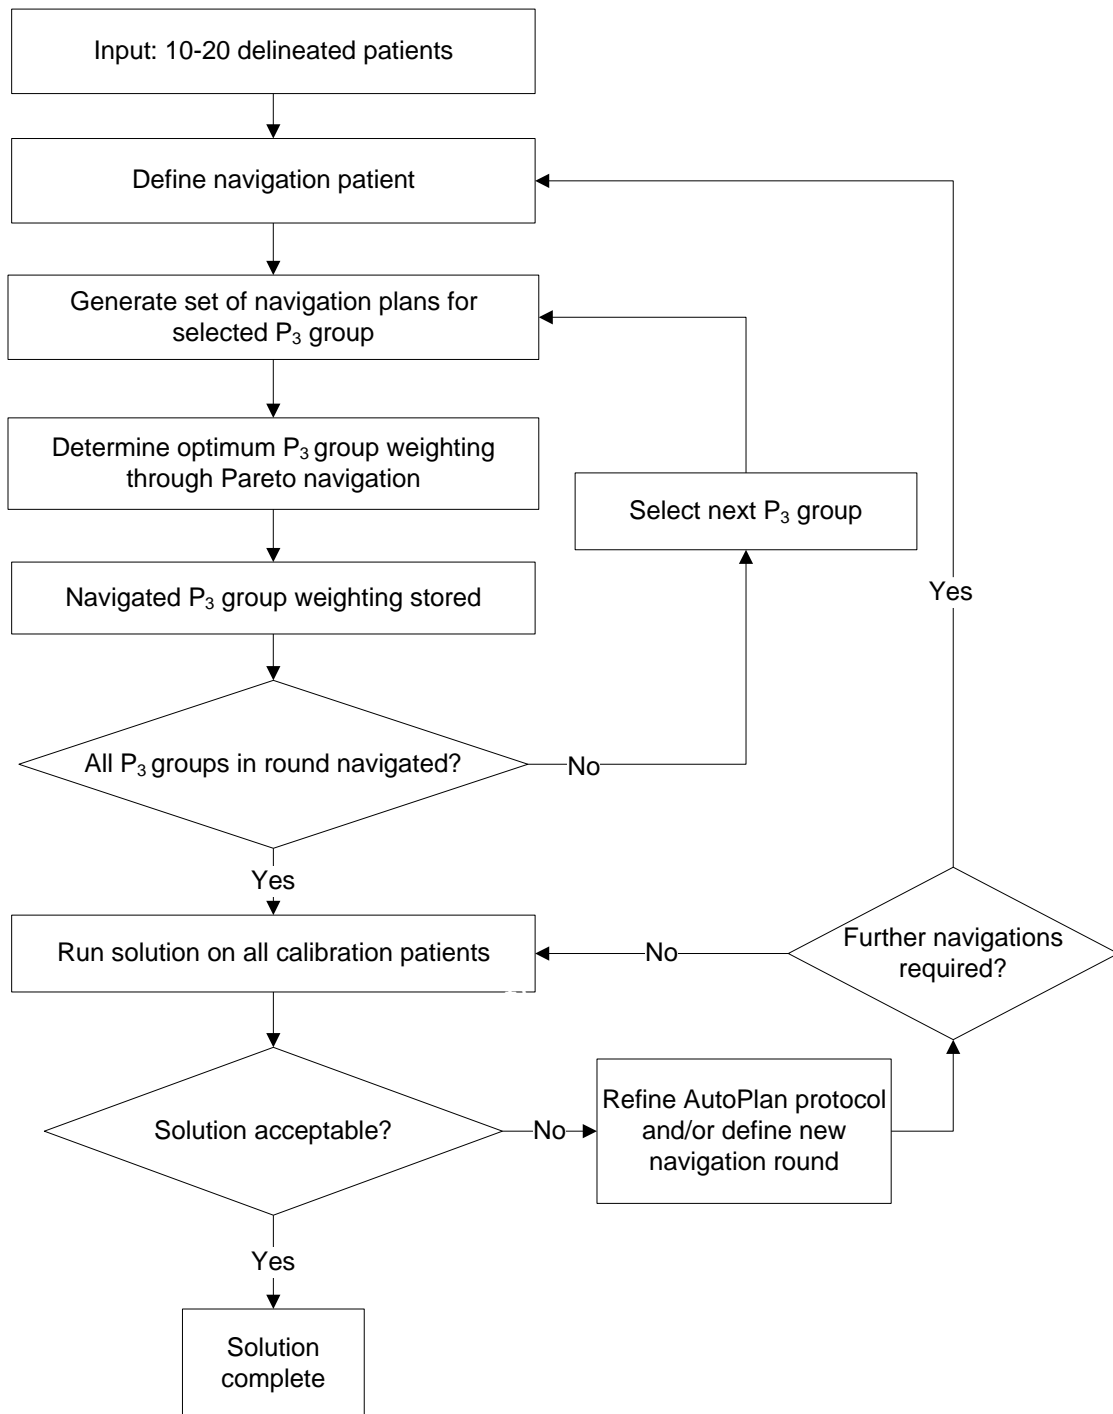 Input: 10-20 delineated patients
Define navigation patient
Generate set of navigation plans for
selected P₃ group
Determine optimum P₃ group weighting
through Pareto navigation
Select next P₃ group
Navigated P₃ group weighting stored
Yes
All P₃ groups in round navigated?
No
Yes
Run solution on all calibration patients
No
Further navigations
required?
Solution acceptable?
No
Refine AutoPlan protocol
and/or define new
navigation round
Yes
Solution
complete